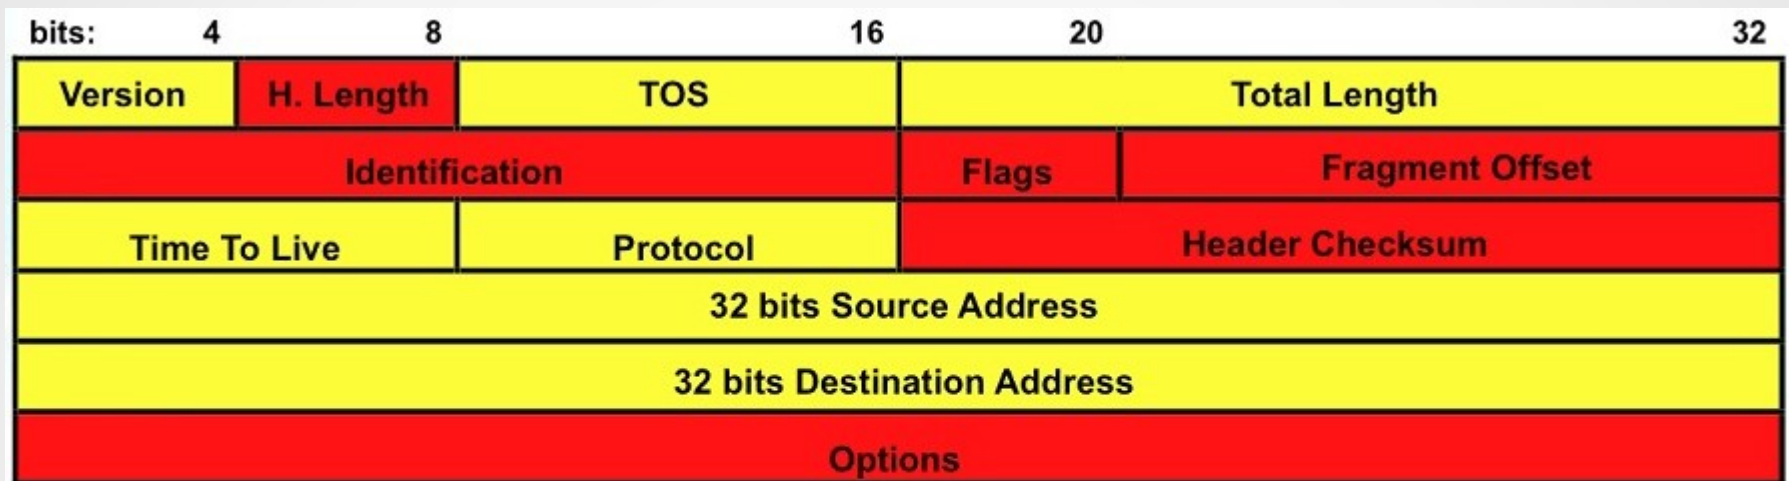 bits: 4 8 16 20 32
Version H. Length TOS Total Length
Identification Flags Fragment Offset
Time To Live Protocol Header Checksum
32 bits Source Address
32 bits Destination Address
Options